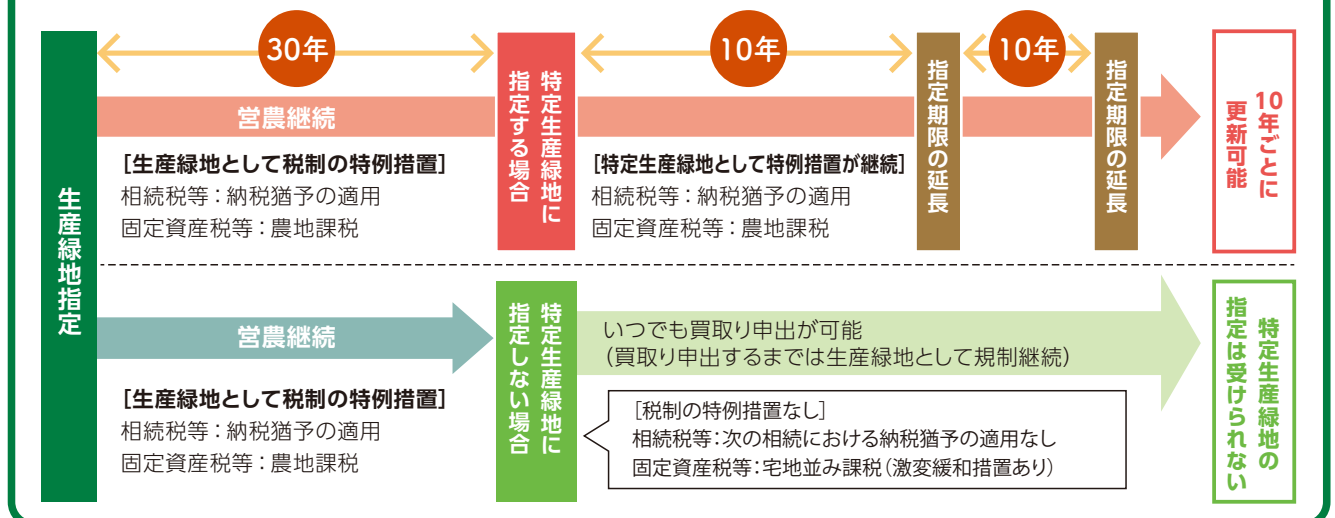 生産緑地指定
30年
営農継続
［生産緑地として税制の特例措置］
相続税等：納税猶予の適用
固定資産税等：農地課税
特定生産緑地に
指定する場合
10年
［特定生産緑地として特例措置が継続］
相続税等：納税猶予の適用
固定資産税等：農地課税
指定期限の延長
10年
指定期限の延長
10年ごとに
更新可能
営農継続
［生産緑地として税制の特例措置］
相続税等：納税猶予の適用
固定資産税等：農地課税
特定生産緑地に
指定しない場合
いつでも買取り申出が可能
（買取り申出するまでは生産緑地として規制継続）
［税制の特例措置なし］
相続税等：次の相続における納税猶予の適用なし
固定資産税等：宅地並み課税（激変緩和措置あり）
特定生産緑地の
指定は受けられない